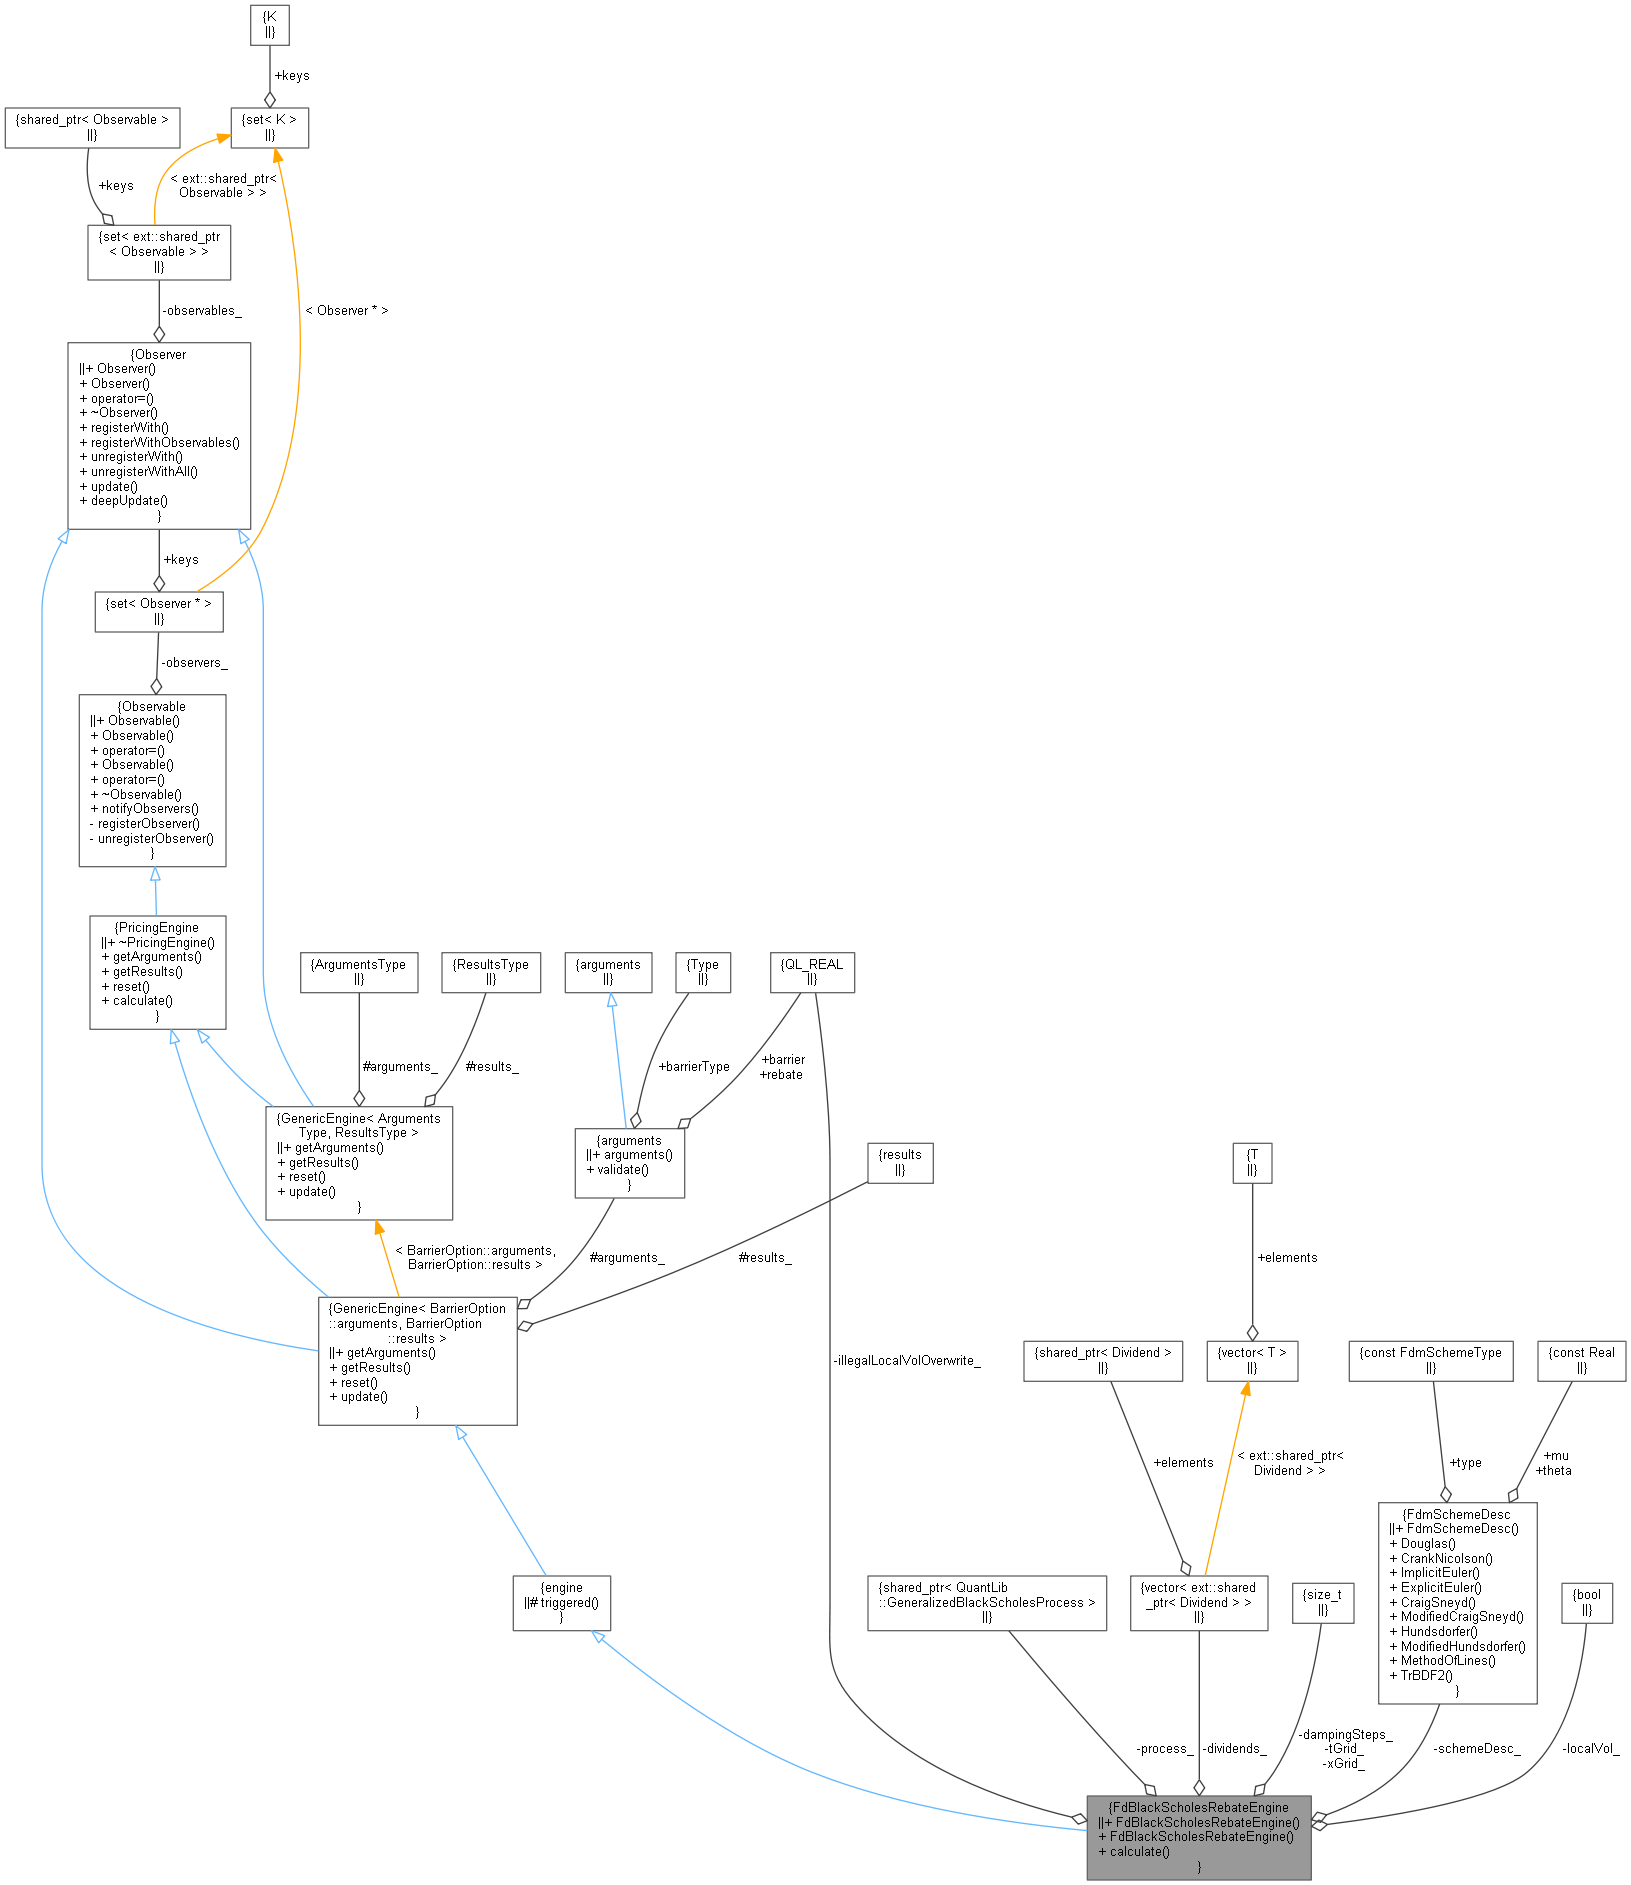 {K
||}
+keys
{shared_ptr< Observable >
||}
{set< K >
||}
+keys
< ext::shared_ptr<
Observable > >
{set< ext::shared_ptr
< Observable > >
||}
-observables_
< Observer * >
{Observer
||+ Observer()
+ Observer()
+ operator=()
+ ~Observer()
+ registerWith()
+ registerWithObservables()
+ unregisterWith()
+ unregisterWithAll()
+ update()
+ deepUpdate()
}
+keys
{set< Observer * >
||}
-observers_
{Observable
||+ Observable()
+ Observable()
+ operator=()
+ Observable()
+ operator=()
+ ~Observable()
+ notifyObservers()
- registerObserver()
- unregisterObserver()
}
{PricingEngine
||+ ~PricingEngine()
+ getArguments()
+ getResults()
+ reset()
+ calculate()
}
{ArgumentsType
||}
{ResultsType
||}
{arguments
||}
{Type
||}
{QL_REAL
||}
#arguments_
#results_
+barrierType
+barrier
+rebate
{GenericEngine< Arguments
Type, ResultsType >
||+ getArguments()
+ getResults()
+ reset()
+ update()
}
{arguments
||+ arguments()
+ validate()
}
{results
||}
{T
||}
< BarrierOption::arguments,
BarrierOption::results >
#arguments_
#results_
+elements
{GenericEngine< BarrierOption
::arguments, BarrierOption
::results >
||+ getArguments()
+ getResults()
+ reset()
+ update()
}
-illegalLocalVolOverwrite_
{shared_ptr< Dividend >
||}
{vector< T >
||}
{const FdmSchemeType
||}
{const Real
||}
+elements
< ext::shared_ptr<
Dividend > >
+type
+mu
+theta
{engine
||# triggered()
}
{shared_ptr< QuantLib
::GeneralizedBlackScholesProcess >
||}
{vector< ext::shared
_ptr< Dividend > >
||}
{size_t
||}
{FdmSchemeDesc
||+ FdmSchemeDesc()
+ Douglas()
+ CrankNicolson()
+ ImplicitEuler()
+ ExplicitEuler()
+ CraigSneyd()
+ ModifiedCraigSneyd()
+ Hundsdorfer()
+ ModifiedHundsdorfer()
+ MethodOfLines()
+ TrBDF2()
}
{bool
||}
-process_
-dividends_
-dampingSteps_
-tGrid_
-xGrid_
-schemeDesc_
-localVol_
{FdBlackScholesRebateEngine
||+ FdBlackScholesRebateEngine()
+ FdBlackScholesRebateEngine()
+ calculate()
}